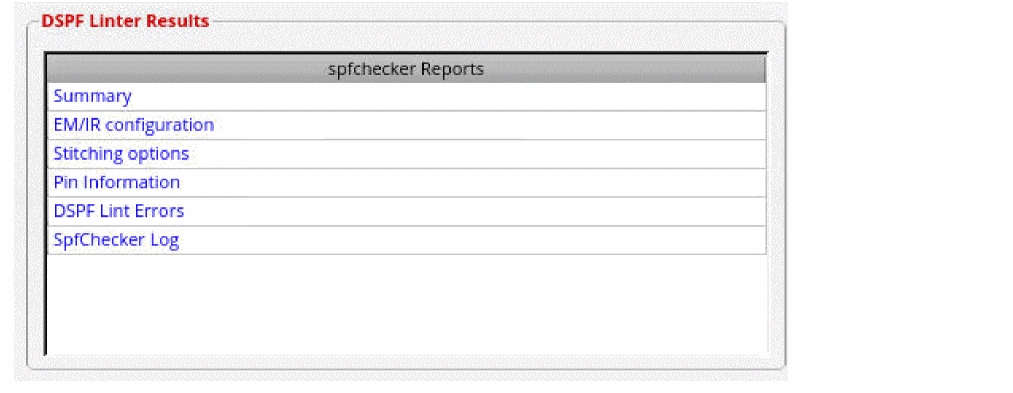 DSPF Linter Results
spfchecker Reports
Summary
EM/IR configuration
Stitching options
Pin Information
DSPF Lint Errors
SpfChecker Log